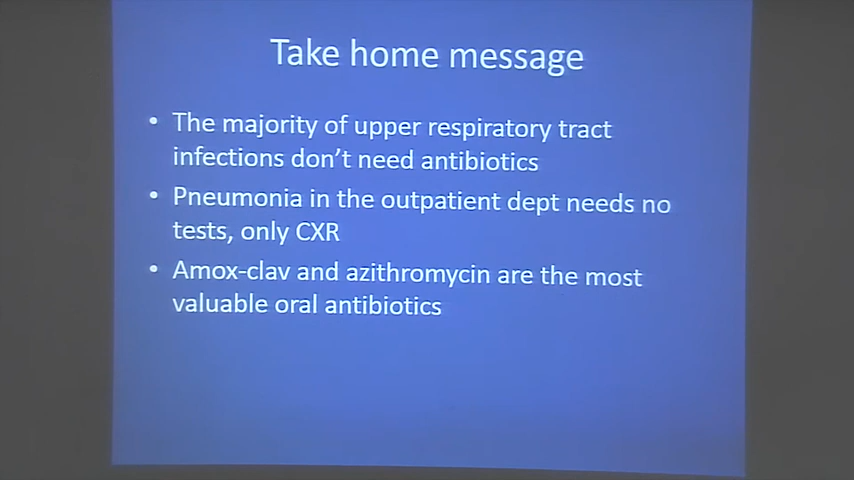 Take home message
• The majority of upper respiratory tract
infections don't need antibiotics
• Pneumonia in the outpatient dept needs no
tests, only CXR
• Amox-clav and azithromycin are the most
valuable oral antibiotics